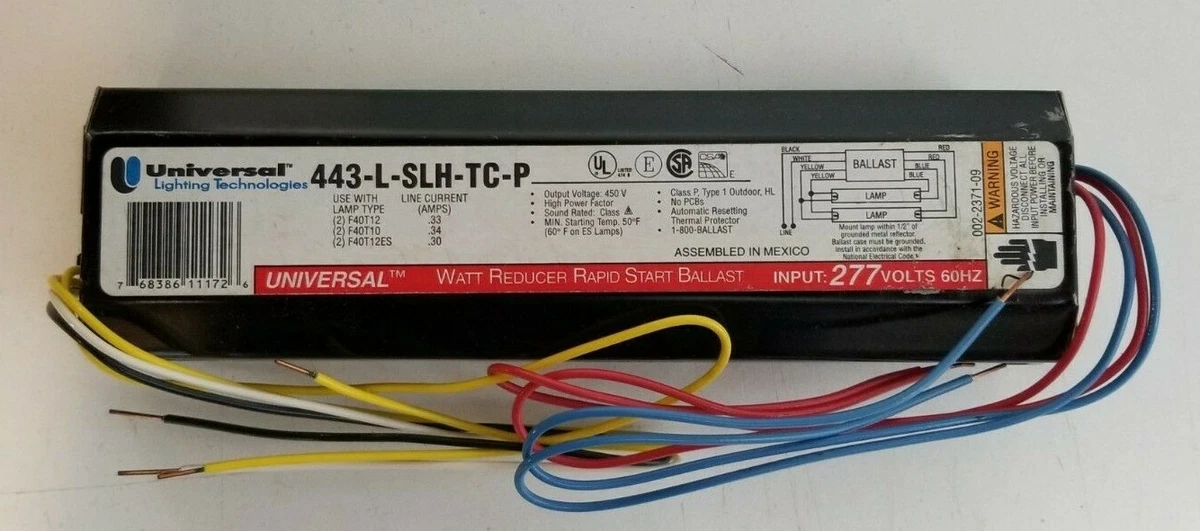 Universal™
Lighting Technologies
443-L-SLH-TC-P
USE WITH LINE CURRENT
LAMP TYPE (AMPS)
(2) F40T12 .33
(2) F40T10 .34
(2) F40T12ES .30
7 68386 11172 6
UL LISTED
E
SA
CSA
E
• Output Voltage: 450 V
• High Power Factor
• Sound Rated: Class A
• MIN. Starting Temp. 50°F
(60° F on ES Lamps)
• Class P, Type 1 Outdoor, HL
• No PCBs
• Automatic Resetting
Thermal Protector
• 1-800-BALLAST
ASSEMBLED IN MEXICO
BLACK
WHITE
YELLOW
YELLOW
BALLAST
RED
RED
BLUE
BLUE
LAMP
LAMP
LINE
Mount lamp within 1/2" of
grounded metal reflector.
Ballast case must be grounded.
Install in accordance with the
National Electrical Code.
002-2371-09
WARNING
HAZARDOUS VOLTAGE
DISCONNECT ALL
INPUT POWER BEFORE
INSTALLING OR
MAINTAINING
UNIVERSAL™ WATT REDUCER RAPID START BALLAST INPUT: 277 VOLTS 60HZ